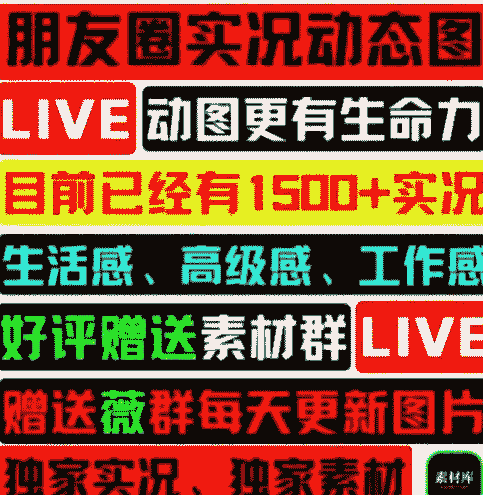 朋友圈实况动态图
LIVE 动图更有生命力
目前已经有1500+实况
生活感、高级感、工作感
好评赠送素材群 LIVE
赠送薇群每天更新图片
独家实况 独家素材 素材库